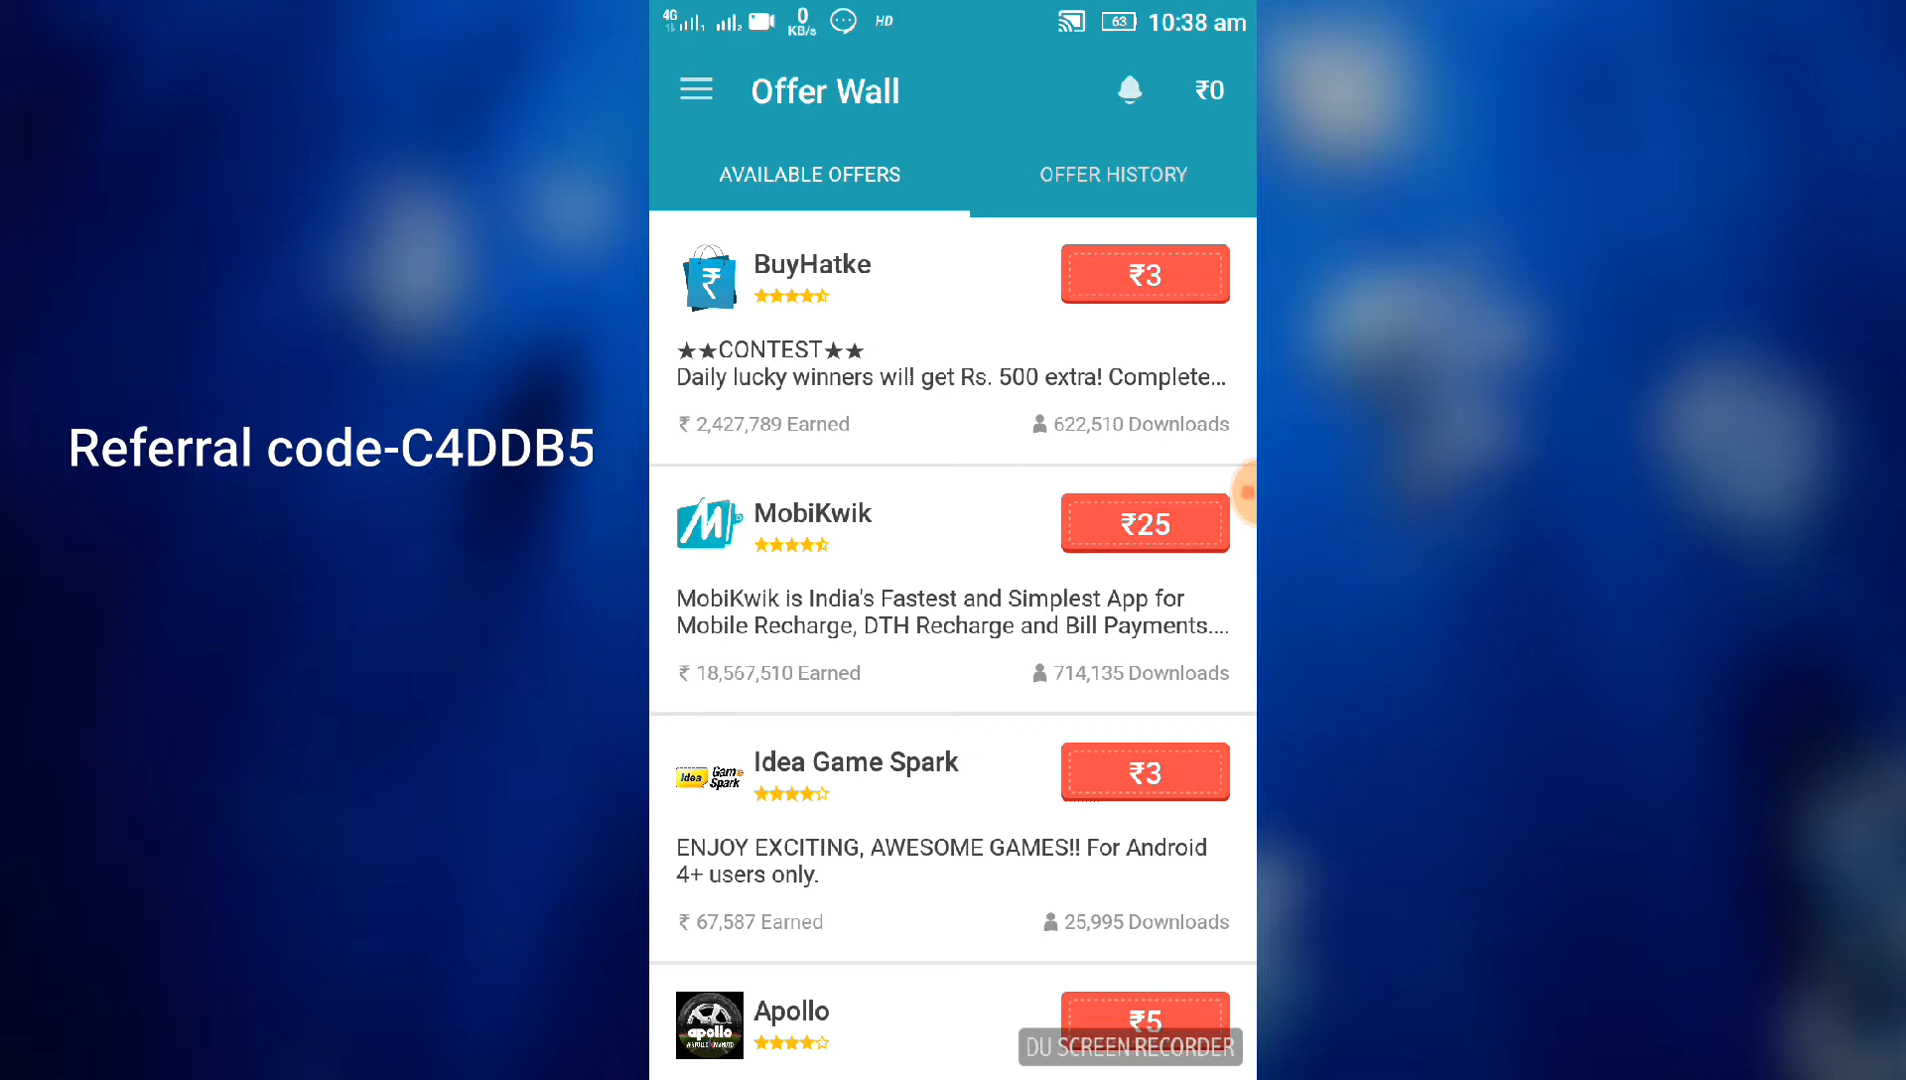 4G 0 KB/s HD 63 10:38 am
Offer Wall ₹0
AVAILABLE OFFERS OFFER HISTORY
Referral code-C4DDB5
₹ BuyHatke ₹3
★★CONTEST★★
Daily lucky winners will get Rs. 500 extra! Complete...
₹ 2,427,789 Earned 622,510 Downloads
M MobiKwik ₹25
MobiKwik is India's Fastest and Simplest App for
Mobile Recharge, DTH Recharge and Bill Payments....
₹ 18,567,510 Earned 714,135 Downloads
Idea Game Spark Idea Game Spark ₹3
ENJOY EXCITING, AWESOME GAMES!! For Android
4+ users only.
₹ 67,587 Earned 25,995 Downloads
apollo Apollo ₹5
DU SCREEN RECORDER